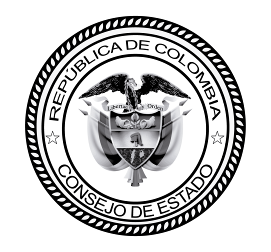 REPÚBLICA DE COLOMBIA
Libertad y Orden
CONSEJO DE ESTADO